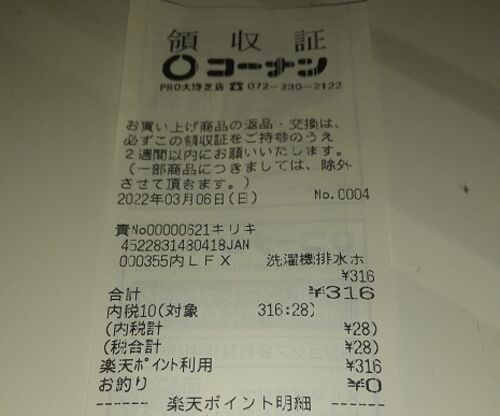 領収証
コーナン
PRO大浮芝店 ☎ 072-230-2122
お買い上げ商品の返品・交換は、
必ずこの領収証をご持参のうえ
2週間以内にお願いいたします。
(一部商品につきましては、除外
させて頂きます。)
2022年03月06日(日) No.0004
責No00000621キリキ
4522831480418JAN
000355内LFX 洗濯機排水ホ
¥316
合計 ¥316
内税10(対象 316:28)
(内税計 ¥28)
(税合計 ¥28)
楽天ポイント利用 ¥316
お釣り ¥0
------ 楽天ポイント明細 ------